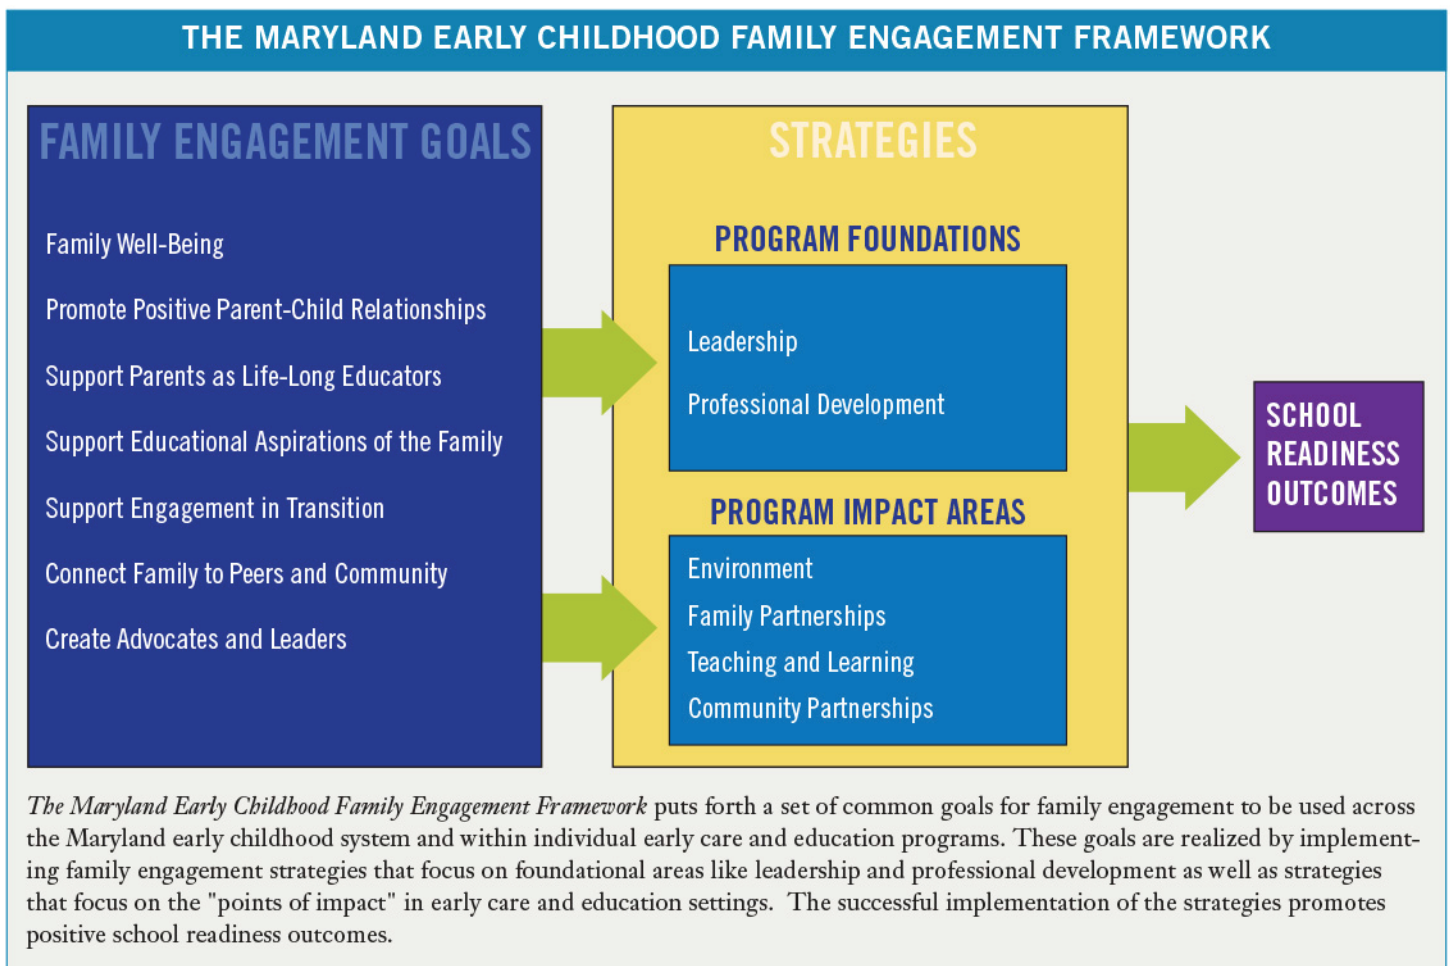 THE MARYLAND EARLY CHILDHOOD FAMILY ENGAGEMENT FRAMEWORK
FAMILY ENGAGEMENT GOALS
Family Well-Being
Promote Positive Parent-Child Relationships
Support Parents as Life-Long Educators
Support Educational Aspirations of the Family
Support Engagement in Transition
Connect Family to Peers and Community
Create Advocates and Leaders
STRATEGIES
PROGRAM FOUNDATIONS
Leadership
Professional Development
PROGRAM IMPACT AREAS
Environment
Family Partnerships
Teaching and Learning
Community Partnerships
SCHOOL
READINESS
OUTCOMES
The Maryland Early Childhood Family Engagement Framework puts forth a set of common goals for family engagement to be used across
the Maryland early childhood system and within individual early care and education programs. These goals are realized by implement-
ing family engagement strategies that focus on foundational areas like leadership and professional development as well as strategies
that focus on the "points of impact" in early care and education settings.  The successful implementation of the strategies promotes
positive school readiness outcomes.